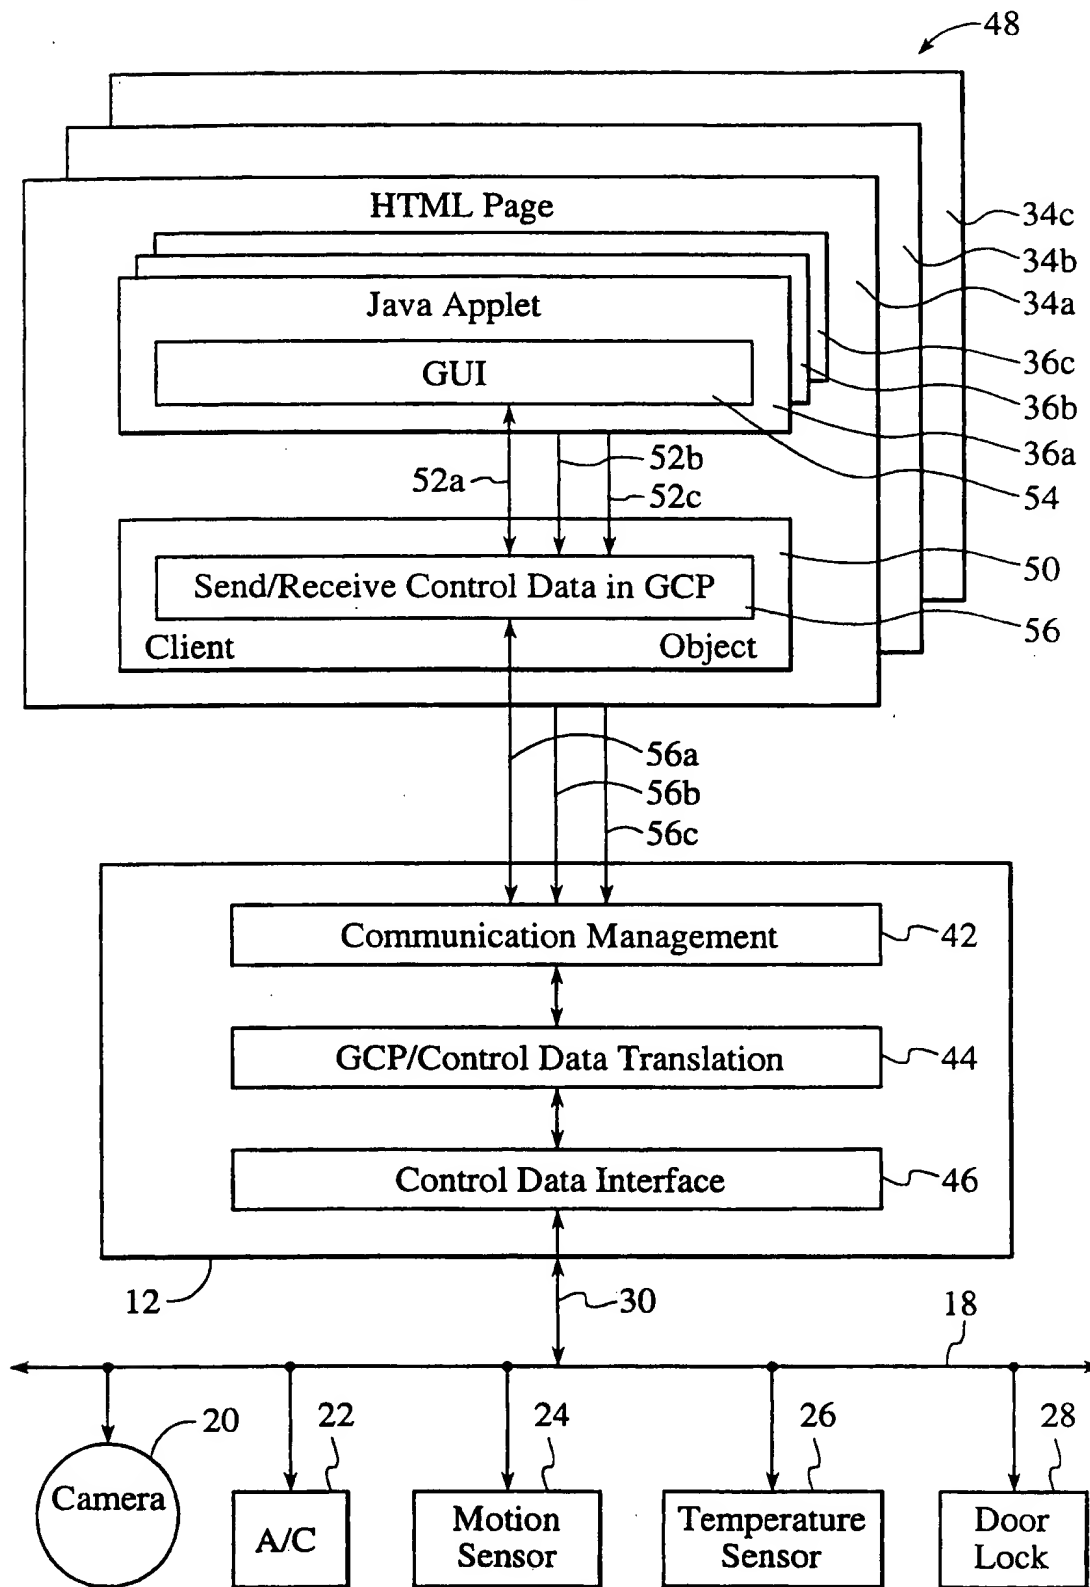 48
HTML Page
34c
34b
34a
Java Applet
36c
GUI
36b
36a
52a
52b
54
52c
50
Send/Receive Control Data in GCP
56
Client
Object
56a
56b
56c
Communication Management
42
GCP/Control Data Translation
44
Control Data Interface
46
12
30
18
20
22
24
26
28
Camera
A/C
Motion
Sensor
Temperature
Sensor
Door
Lock